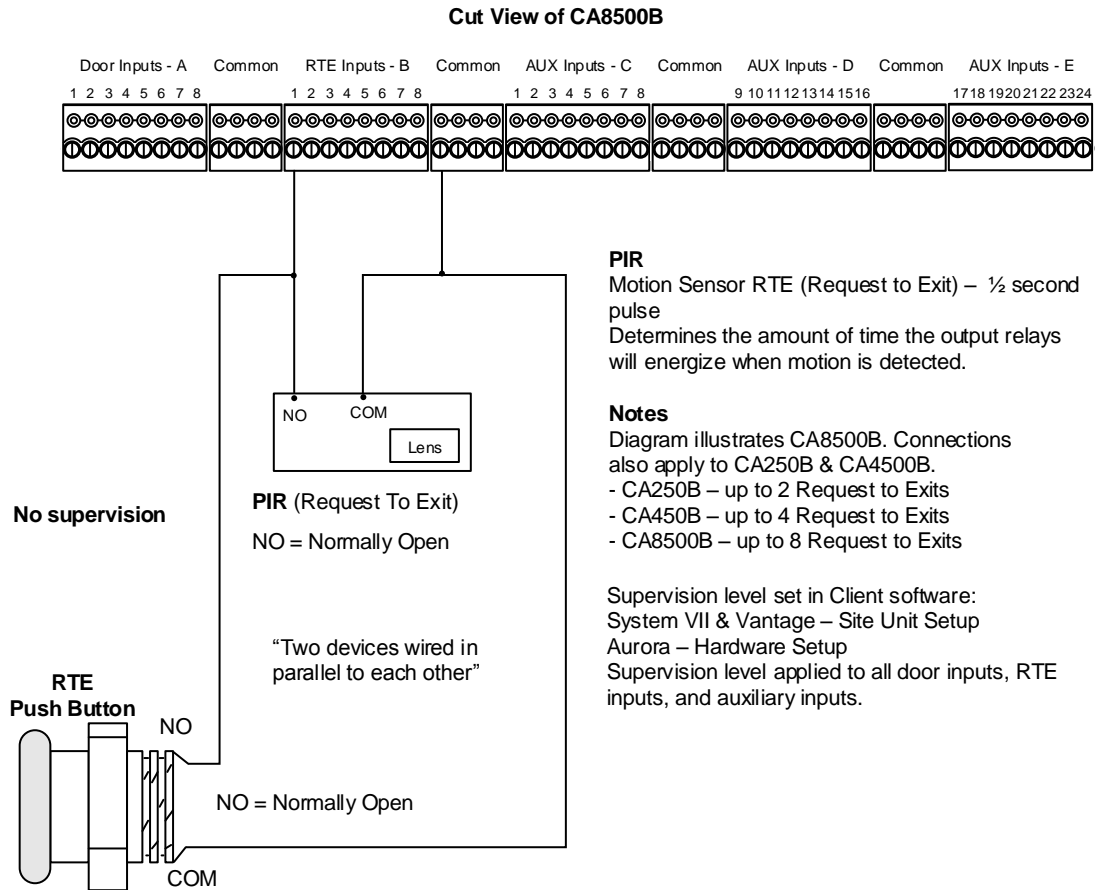 Cut View of CA8500B
Door Inputs - A Common RTE Inputs - B Common AUX Inputs - C Common AUX Inputs - D Common AUX Inputs - E
1 2 3 4 5 6 7 8 1 2 3 4 5 6 7 8 1 2 3 4 5 6 7 8 9 10 11 12 13 14 15 16 17 18 19 20 21 22 23 24
PIR
Motion Sensor RTE (Request to Exit) – ½ second
pulse
Determines the amount of time the output relays
will energize when motion is detected.
NO COM
Lens
PIR (Request To Exit)
NO = Normally Open
No supervision
Notes
Diagram illustrates CA8500B. Connections
also apply to CA250B & CA4500B.
- CA250B – up to 2 Request to Exits
- CA450B – up to 4 Request to Exits
- CA8500B – up to 8 Request to Exits
Supervision level set in Client software:
System VII & Vantage – Site Unit Setup
Aurora – Hardware Setup
Supervision level applied to all door inputs, RTE
inputs, and auxiliary inputs.
“Two devices wired in
parallel to each other”
RTE
Push Button
NO
NO = Normally Open
COM